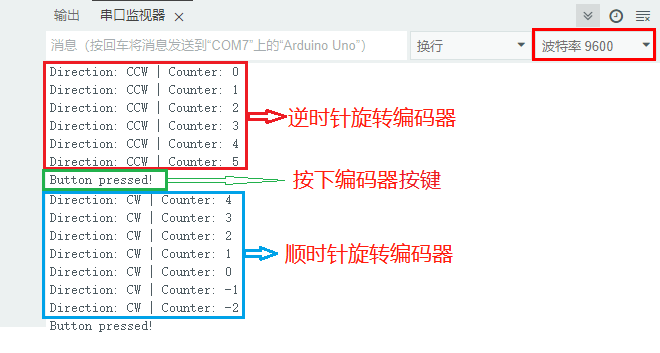 输出 串口监视器
消息（按回车将消息发送到“COM7”上的“Arduino Uno”） 换行 波特率 9600
Direction: CCW | Counter: 0
Direction: CCW | Counter: 1
Direction: CCW | Counter: 2
Direction: CCW | Counter: 3
Direction: CCW | Counter: 4
Direction: CCW | Counter: 5
逆时针旋转编码器
Button pressed!
按下编码器按键
Direction: CW | Counter: 4
Direction: CW | Counter: 3
Direction: CW | Counter: 2
Direction: CW | Counter: 1
Direction: CW | Counter: 0
Direction: CW | Counter: -1
Direction: CW | Counter: -2
顺时针旋转编码器
Button pressed!